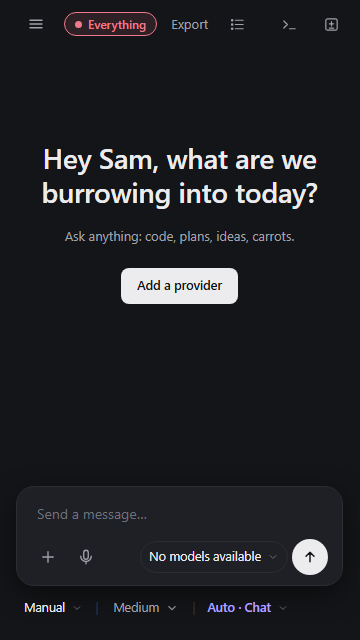 Everything
Export
Hey Sam, what are we
burrowing into today?
Ask anything: code, plans, ideas, carrots.
Add a provider
Send a message...
No models available
Manual
Medium
Auto · Chat